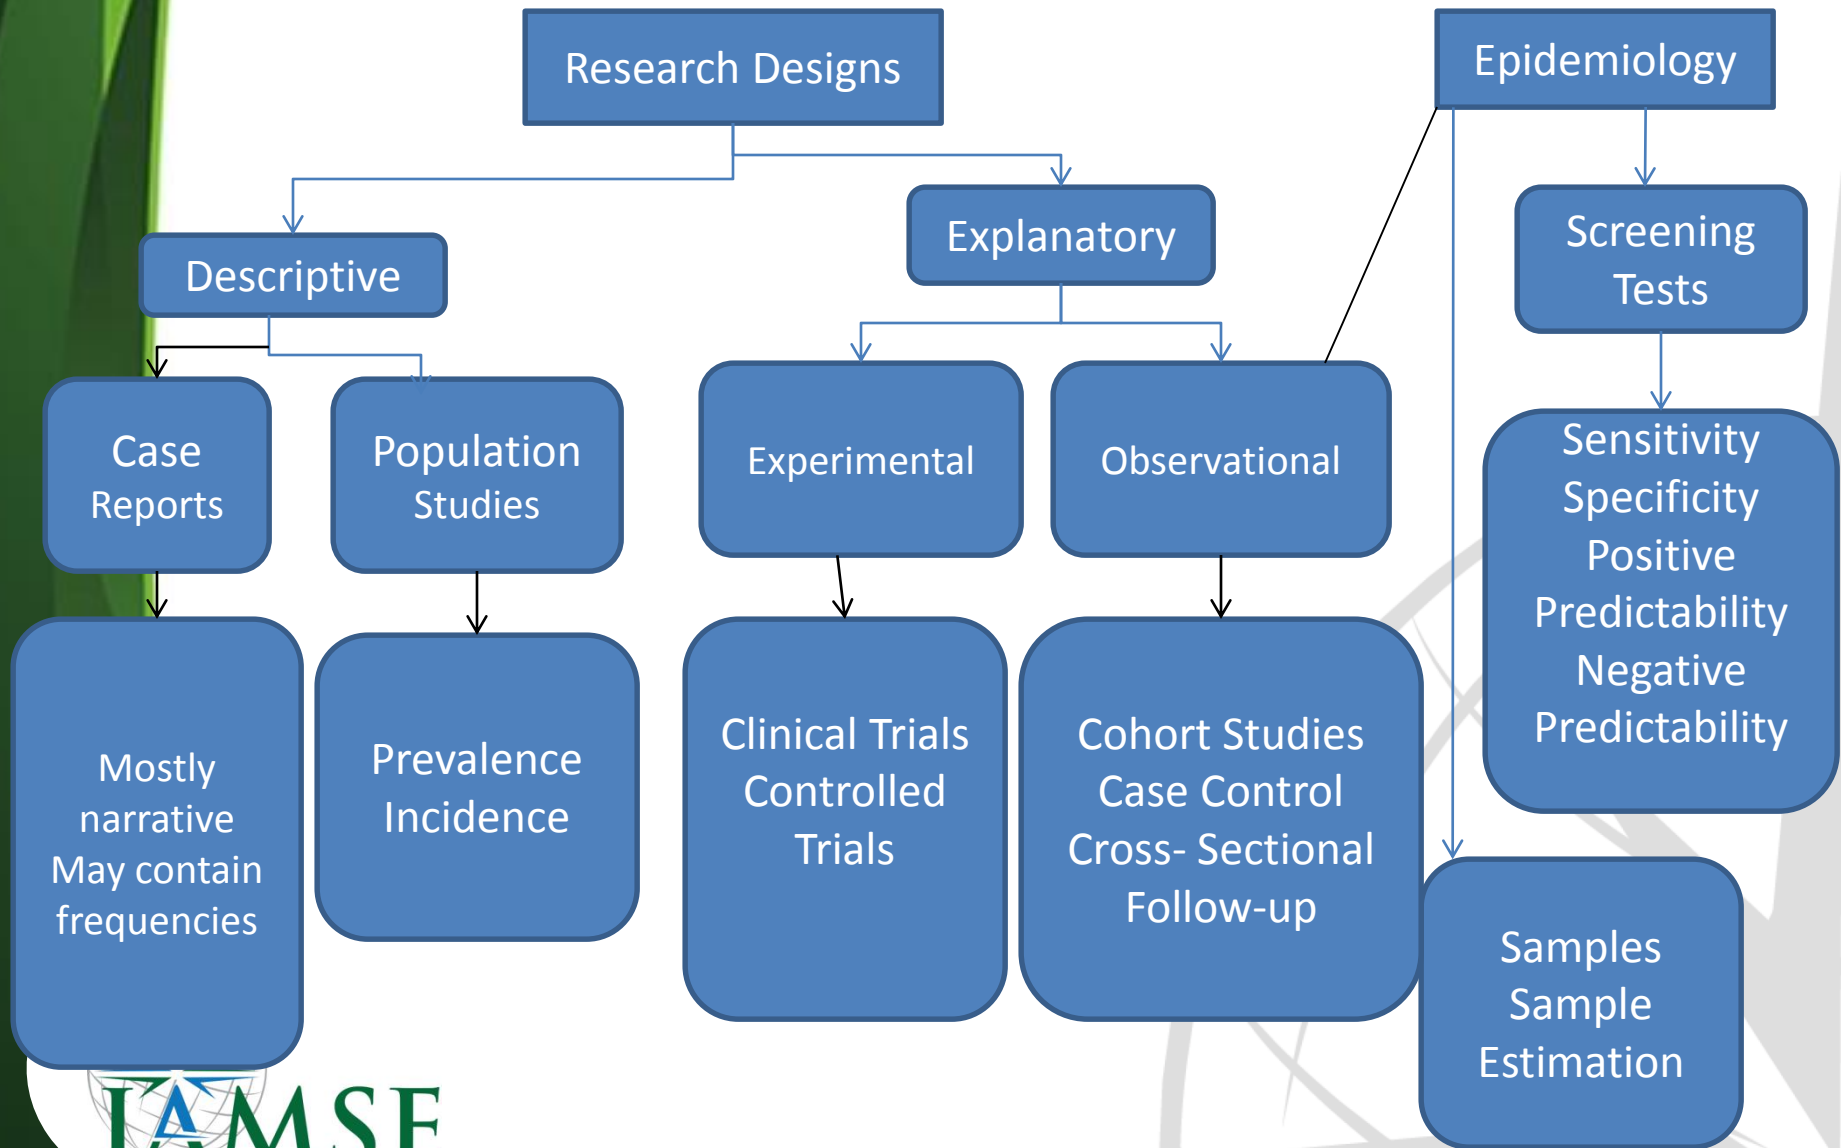 Research Designs
Epidemiology
Descriptive
Explanatory
Screening
Tests
Case
Reports
Population
Studies
Experimental
Observational
Sensitivity
Specificity
Positive
Predictability
Negative
Predictability
Mostly
narrative
May contain
frequencies
Prevalence
Incidence
Clinical Trials
Controlled
Trials
Cohort Studies
Case Control
Cross- Sectional
Follow-up
Samples
Sample
Estimation
IAMSE